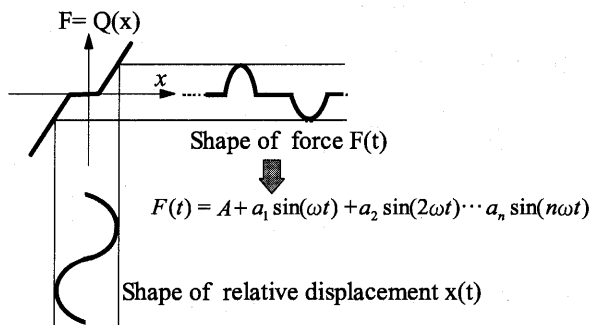 F= Q(x)
x
Shape of force F(t)
F(t) = A + a₁ sin(ωt) + a₂ sin(2ωt)⋯ aₙ sin(nωt)
Shape of relative displacement x(t)